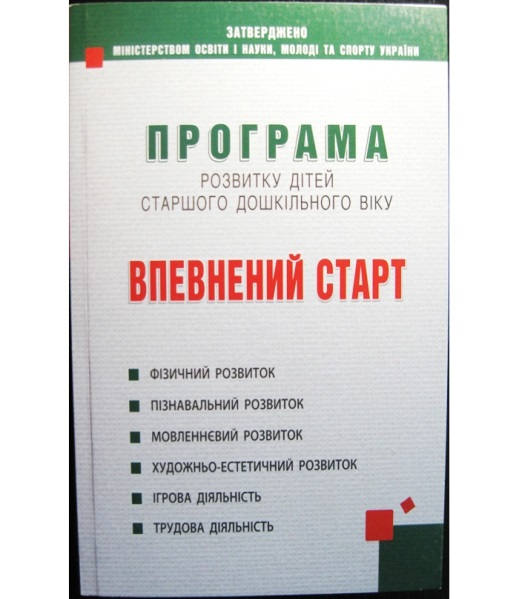 ЗАТВЕРДЖЕНО
МІНІСТЕРСТВОМ ОСВІТИ І НАУКИ, МОЛОДІ ТА СПОРТУ УКРАЇНИ
ПРОГРАМА
РОЗВИТКУ ДІТЕЙ
СТАРШОГО ДОШКІЛЬНОГО ВІКУ
ВПЕВНЕНИЙ СТАРТ
ФІЗИЧНИЙ РОЗВИТОК
ПІЗНАВАЛЬНИЙ РОЗВИТОК
МОВЛЕННЄВИЙ РОЗВИТОК
ХУДОЖНЬО-ЕСТЕТИЧНИЙ РОЗВИТОК
ІГРОВА ДІЯЛЬНІСТЬ
ТРУДОВА ДІЯЛЬНІСТЬ